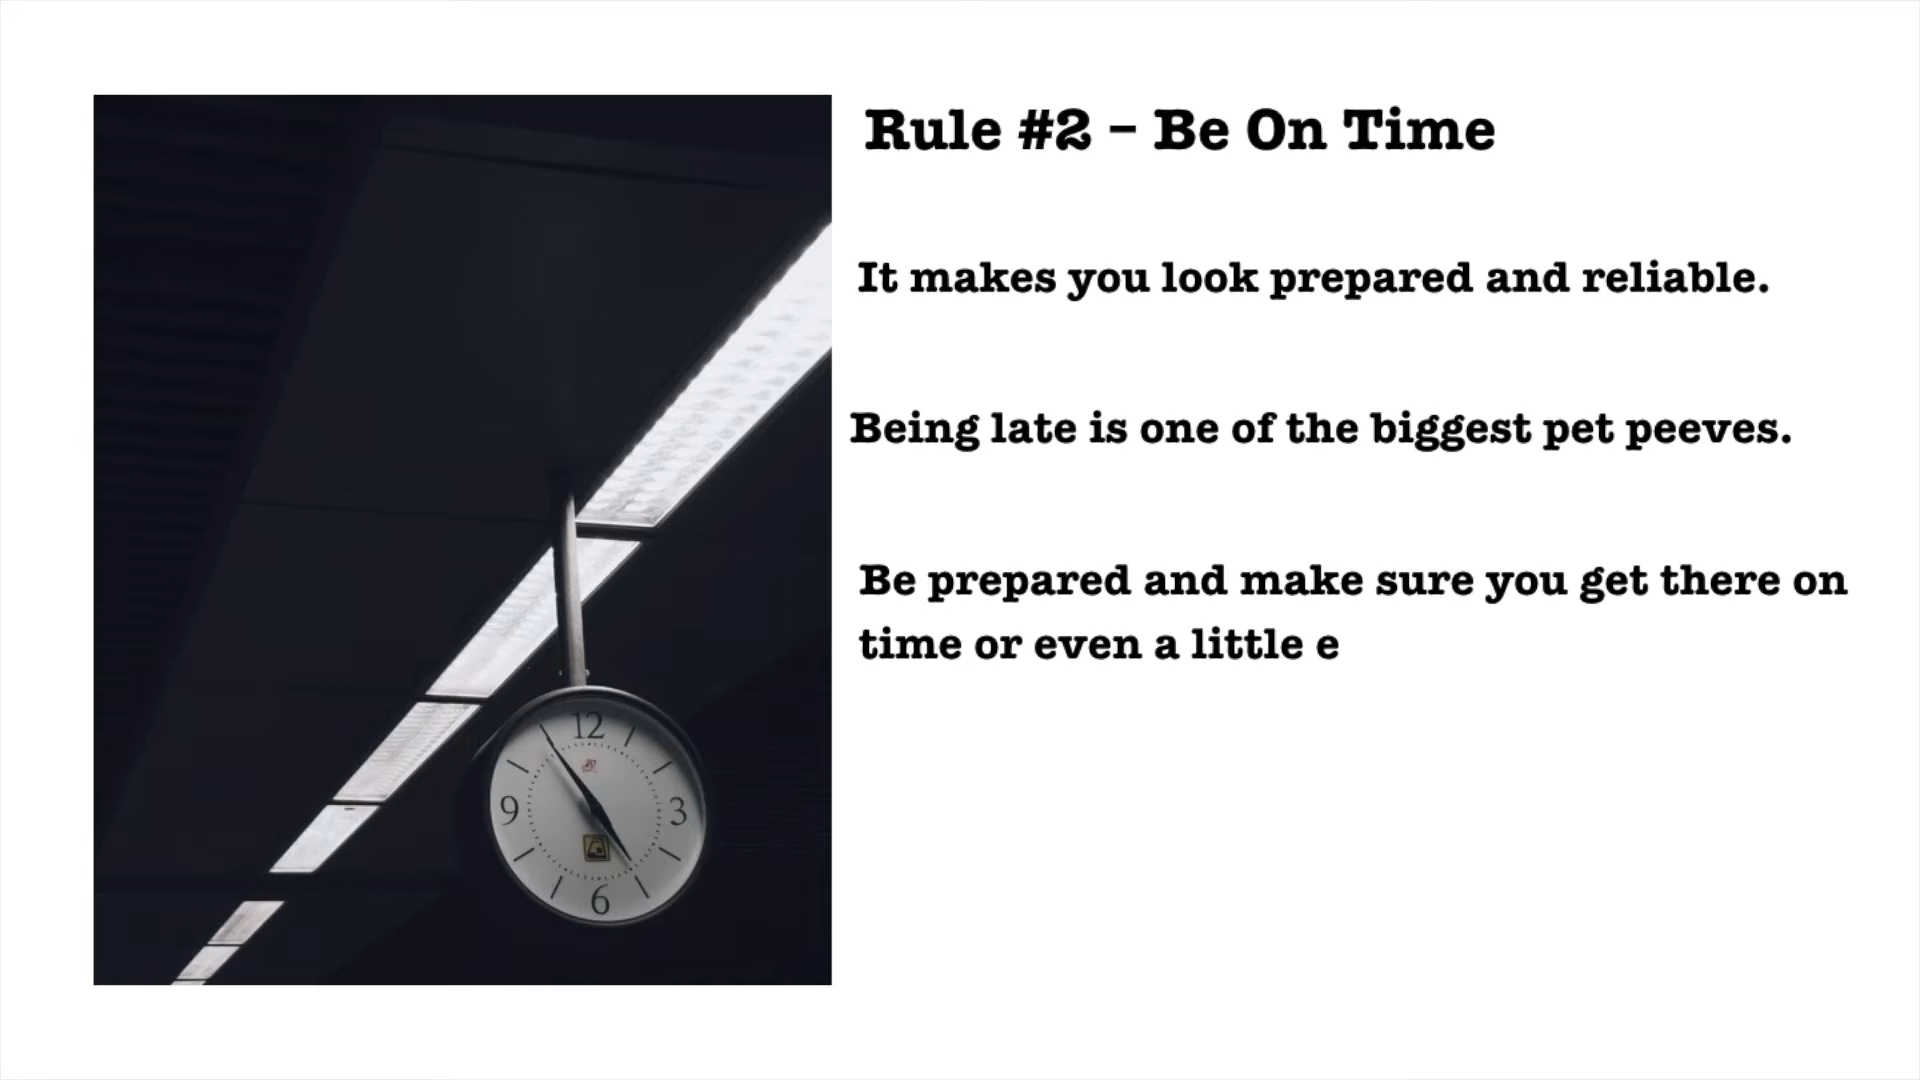 Rule #2 – Be On Time
It makes you look prepared and reliable.
Being late is one of the biggest pet peeves.
Be prepared and make sure you get there on
time or even a little e
12
9
3
6